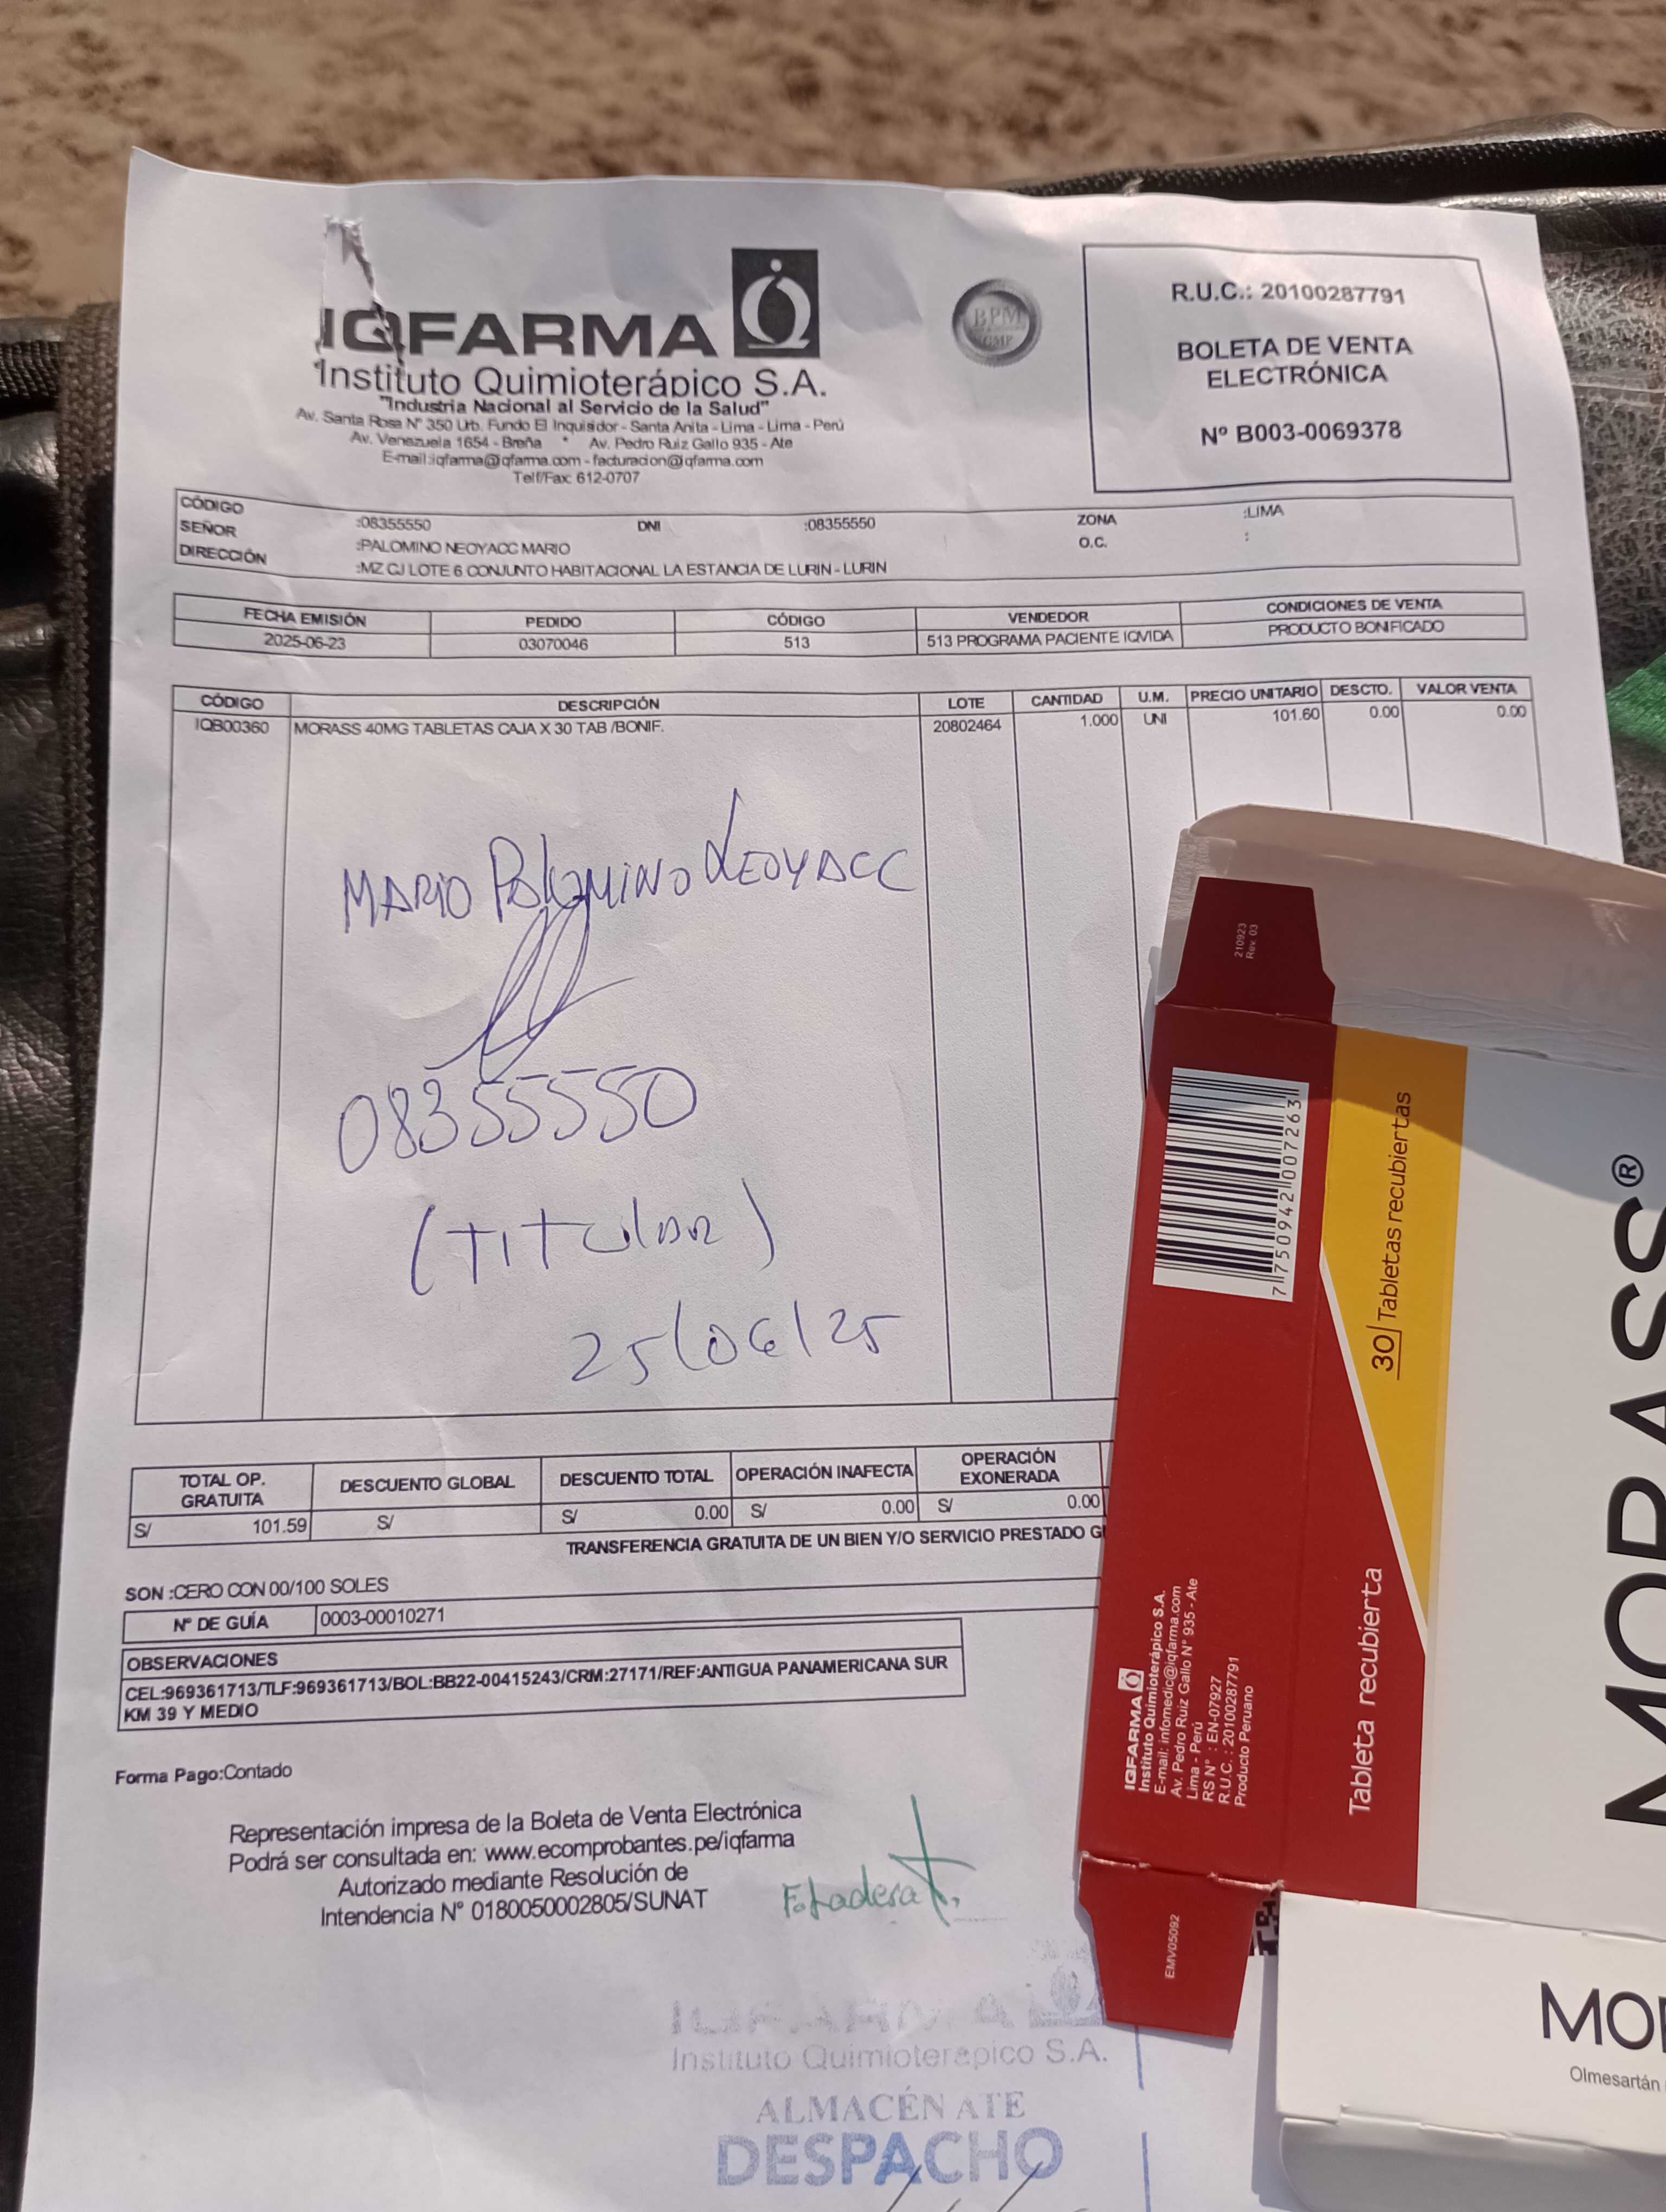 IQFARMA
Instituto Quimioterápico S.A.
"Industria Nacional al Servicio de la Salud"
Av. Santa Rosa N° 350 Urb. Fundo El Inquisidor - Santa Anita - Lima - Lima - Perú
Av. Venezuela 1654 - Breña * Av. Pedro Ruiz Gallo 935 - Ate
E-mail:iqfarma@iqfarma.com - facturacion@iqfarma.com
Telf/Fax: 612-0707
BPM
GMP
R.U.C.: 20100287791
BOLETA DE VENTA
ELECTRÓNICA
Nº B003-0069378
CÓDIGO :08355550 DNI :08355550 ZONA :LIMA
SEÑOR :PALOMINO NEOYACC MARIO O.C. :
DIRECCIÓN :MZ CJ LOTE 6 CONJUNTO HABITACIONAL LA ESTANCIA DE LURIN - LURIN
FECHA EMISIÓN PEDIDO CÓDIGO VENDEDOR CONDICIONES DE VENTA
2025-06-23 03070046 513 513 PROGRAMA PACIENTE IQVIDA PRODUCTO BONIFICADO
CÓDIGO DESCRIPCIÓN LOTE CANTIDAD U.M. PRECIO UNITARIO DESCTO. VALOR VENTA
IQB00360 MORASS 40MG TABLETAS CAJA X 30 TAB /BONIF. 20802464 1.000 UNI 101.60 0.00 0.00
MARIO PALOMINO NEOYACC
08355550
(TITULAR)
25/06/25
TOTAL OP. GRATUITA DESCUENTO GLOBAL DESCUENTO TOTAL OPERACIÓN INAFECTA OPERACIÓN EXONERADA
S/ 101.59 S/ S/ 0.00 S/ 0.00 S/ 0.00
TRANSFERENCIA GRATUITA DE UN BIEN Y/O SERVICIO PRESTADO G
SON :CERO CON 00/100 SOLES
Nº DE GUÍA 0003-00010271
OBSERVACIONES
CEL:969361713/TLF:969361713/BOL:BB22-00415243/CRM:27171/REF:ANTIGUA PANAMERICANA SUR
KM 39 Y MEDIO
Forma Pago:Contado
Representación impresa de la Boleta de Venta Electrónica
Podrá ser consultada en: www.ecomprobantes.pe/iqfarma
Autorizado mediante Resolución de
Intendencia N° 0180050002805/SUNAT
IQFARMA
Instituto Quimioterápico S.A.
ALMACÉN ATE
DESPACHO
210923
Rev. 03
7750942007263
30 Tabletas recubiertas
MORASS®
Tableta recubierta
IQFARMA
Instituto Quimioterápico S.A.
E-mail: infomedic@iqfarma.com
Av. Pedro Ruiz Gallo N° 935 - Ate
Lima - Perú
RS N° : EN-07927
R.U.C. : 20100287791
Producto Peruano
EMV05092
MOR
Olmesartán